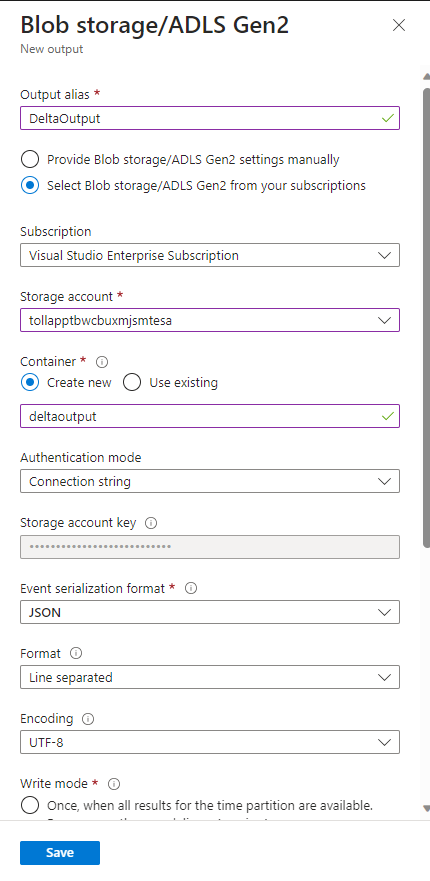 Blob storage/ADLS Gen2
New output
Output alias *
DeltaOutput
Provide Blob storage/ADLS Gen2 settings manually
Select Blob storage/ADLS Gen2 from your subscriptions
Subscription
Visual Studio Enterprise Subscription
Storage account *
tollapptbwcbuxmjsmtesa
Container *
Create new Use existing
deltaoutput
Authentication mode
Connection string
Storage account key
••••••••••••••••••••••••••••
Event serialization format *
JSON
Format
Line separated
Encoding
UTF-8
Write mode *
Once, when all results for the time partition are available.
Save